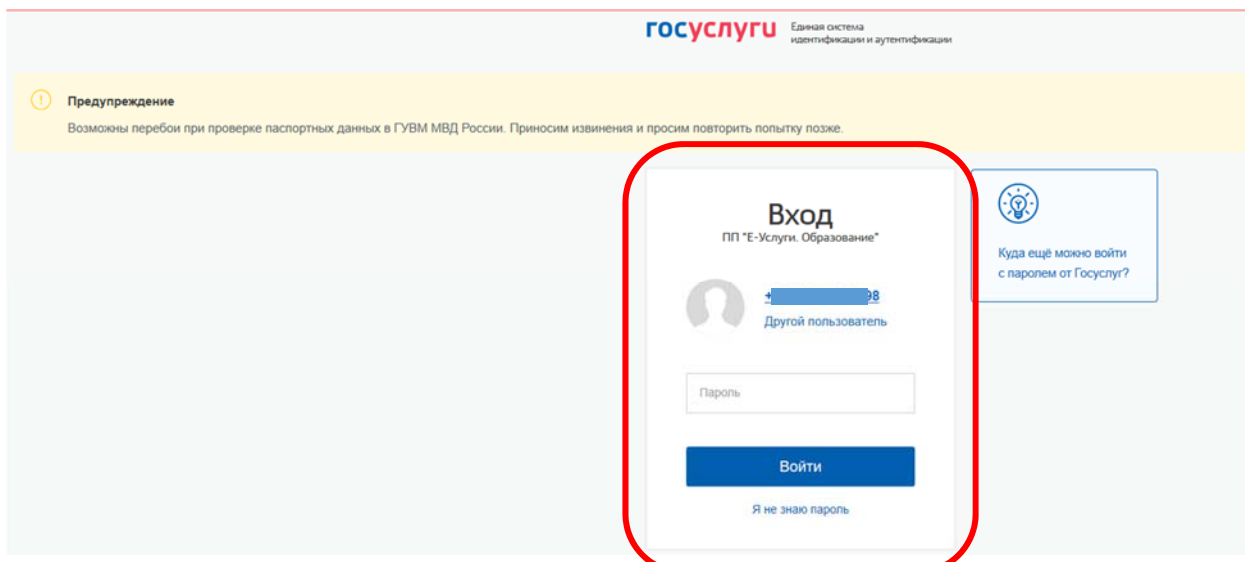 госуслуги
Единая система
идентификации и аутентификации
Предупреждение
Возможны перебои при проверке паспортных данных в ГУВМ МВД России. Приносим извинения и просим повторить попытку позже.
Вход
ПП "Е-Услуги. Образование"
+ 98
Другой пользователь
Пароль
Войти
Я не знаю пароль
Куда ещё можно войти
с паролем от Госуслуг?